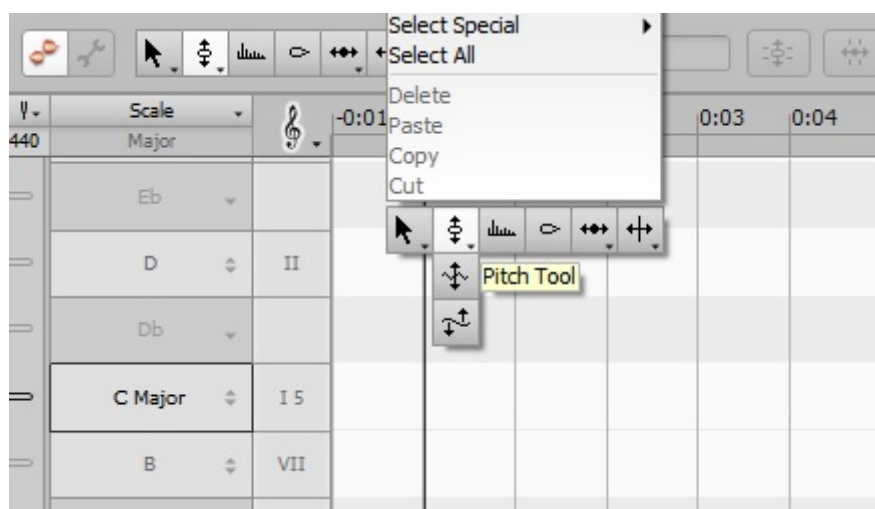 Select Special
Select All
Delete
Paste
Copy
Cut
Scale
-0:01
0:03
0:04
440
Major
Eb
D
II
Pitch Tool
Db
C Major
I 5
B
VII